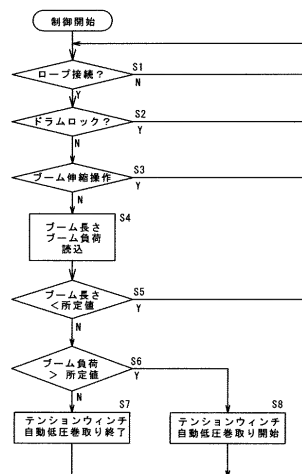 制御開始
S1
ロープ接続?
N
Y
S2
ドラムロック?
Y
N
S3
ブーム伸縮操作
Y
N
S4
ブーム長さ
ブーム負荷
読込
S5
ブーム長さ
<所定値
Y
N
S6
ブーム負荷
> 所定値
Y
N
S7
テンションウィンチ
自動低圧巻取り終了
S8
テンションウィンチ
自動低圧巻取り開始